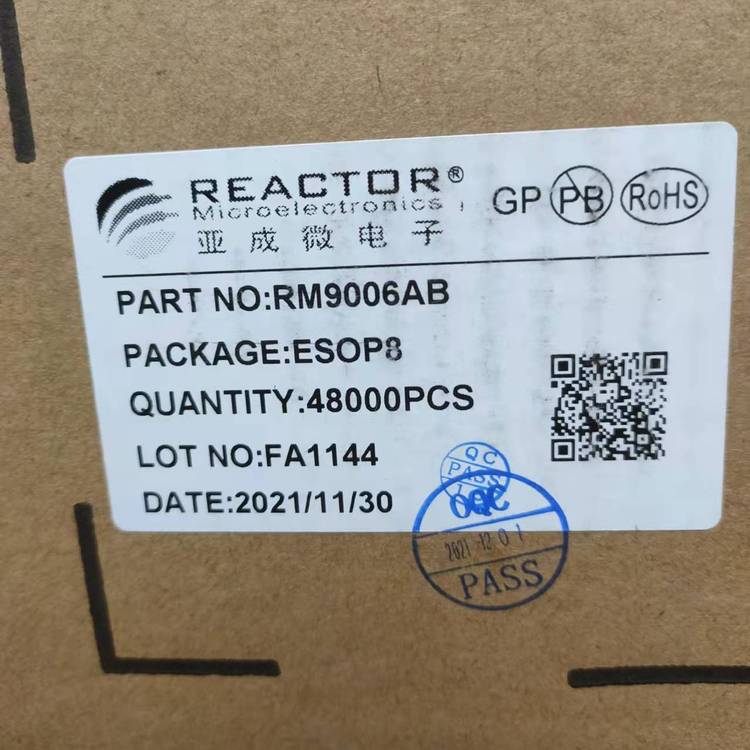 REACTOR®
Microelectronics
亚成微电子
GP PB RoHS
PART NO:RM9006AB
PACKAGE:ESOP8
QUANTITY:48000PCS
LOT NO:FA1144
DATE:2021/11/30
QC
PASS
OQC
2021-12-01
PASS